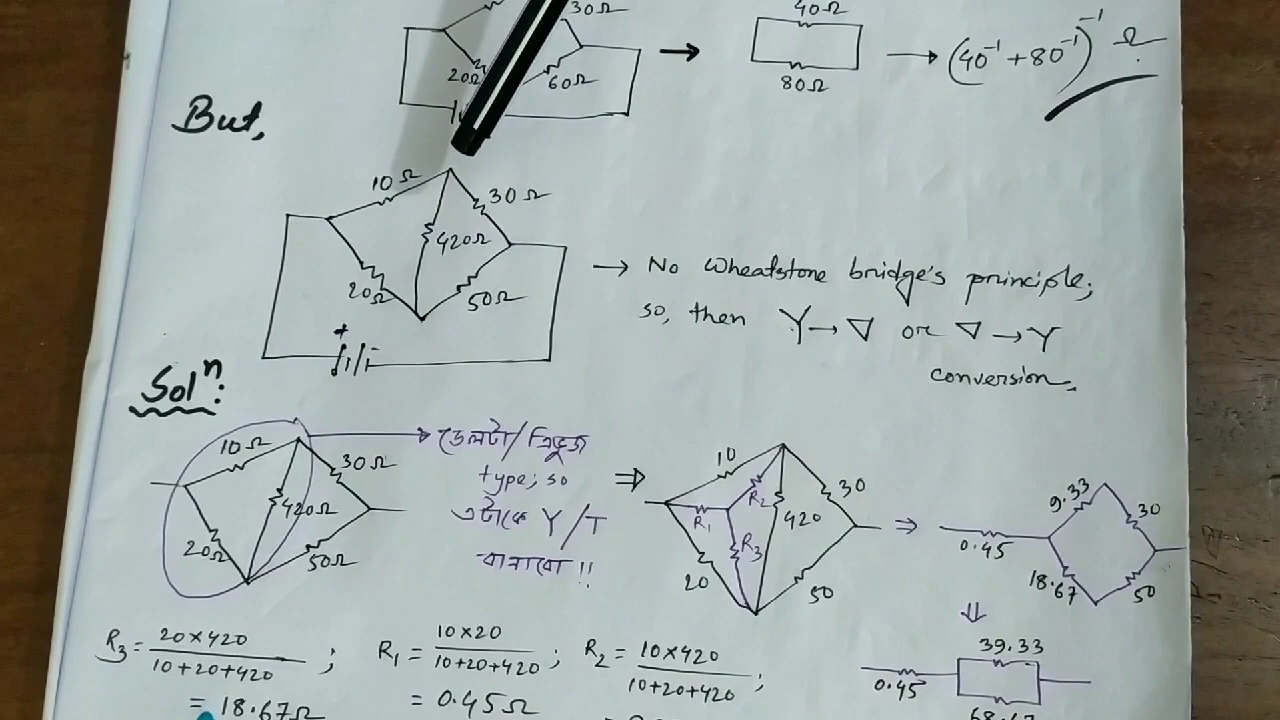 30Ω
20Ω
60Ω
→
40Ω
80Ω
→ (40⁻¹ + 80⁻¹)⁻¹ Ω
But,
10Ω
30Ω
420Ω
20Ω
50Ω
+
→ No wheatstone bridge's principle;
so, then Y→∇ or ∇→Y
conversion.
Solⁿ:
10Ω
30Ω
420Ω
20Ω
50Ω
ডেলটা/ত্রিভূজ
type; so
এটাকে Y/T
বানাবো !!
⇒
10
30
R₂
R₁
420
R₃
20
50
⇒
9.33
30
0.45
18.67
50
⇓
R₃ = 20×420 / 10+20+420 ;
= 18.67Ω
R₁ = 10×20 / 10+20+420 ;
= 0.45Ω
R₂ = 10×420 / 10+20+420 ;
39.33
0.45